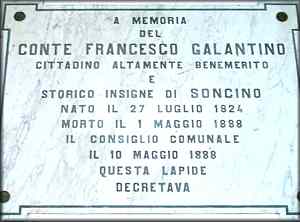 A MEMORIA
DEL
CONTE FRANCESCO GALANTINO
CITTADINO ALTAMENTE BENEMERITO
E
STORICO INSIGNE DI SONCINO
NATO IL 27 LUGLIO 1824
MORTO IL 1 MAGGIO 1888
IL CONSIGLIO COMUNALE
IL 10 MAGGIO 1888
QUESTA LAPIDE
DECRETAVA